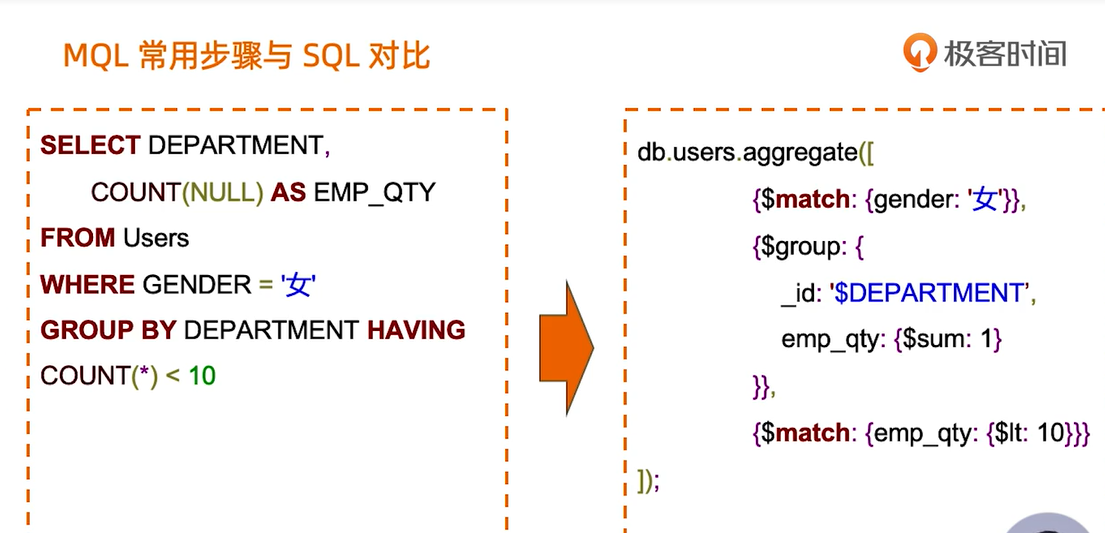 MQL 常用步骤与 SQL 对比
极客时间
SELECT DEPARTMENT,
COUNT(NULL) AS EMP_QTY
FROM Users
WHERE GENDER = '女'
GROUP BY DEPARTMENT HAVING
COUNT(*) < 10
db.users.aggregate([
{$match: {gender: '女'}},
{$group: {
_id: '$DEPARTMENT’,
emp_qty: {$sum: 1}
}},
{$match: {emp_qty: {$lt: 10}}}
]);